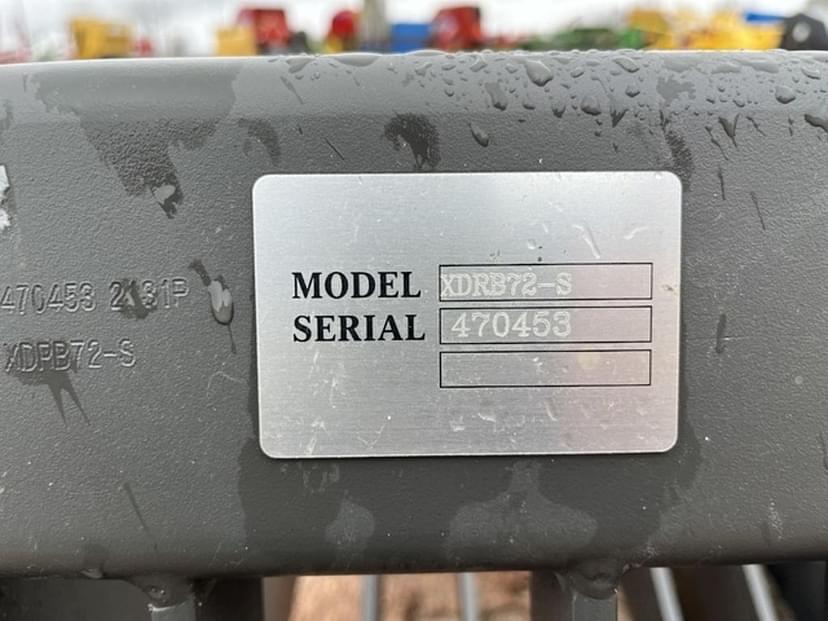 470453 2131P
XDRB72-S
MODEL XDRB72-S
SERIAL 470453